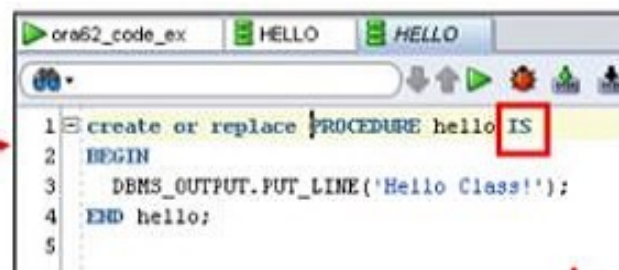 ora62_code_ex HELLO HELLO
1 create or replace PROCEDURE hello IS
2 BEGIN
3 DBMS_OUTPUT.PUT_LINE('Hello Class!');
4 END hello;
5